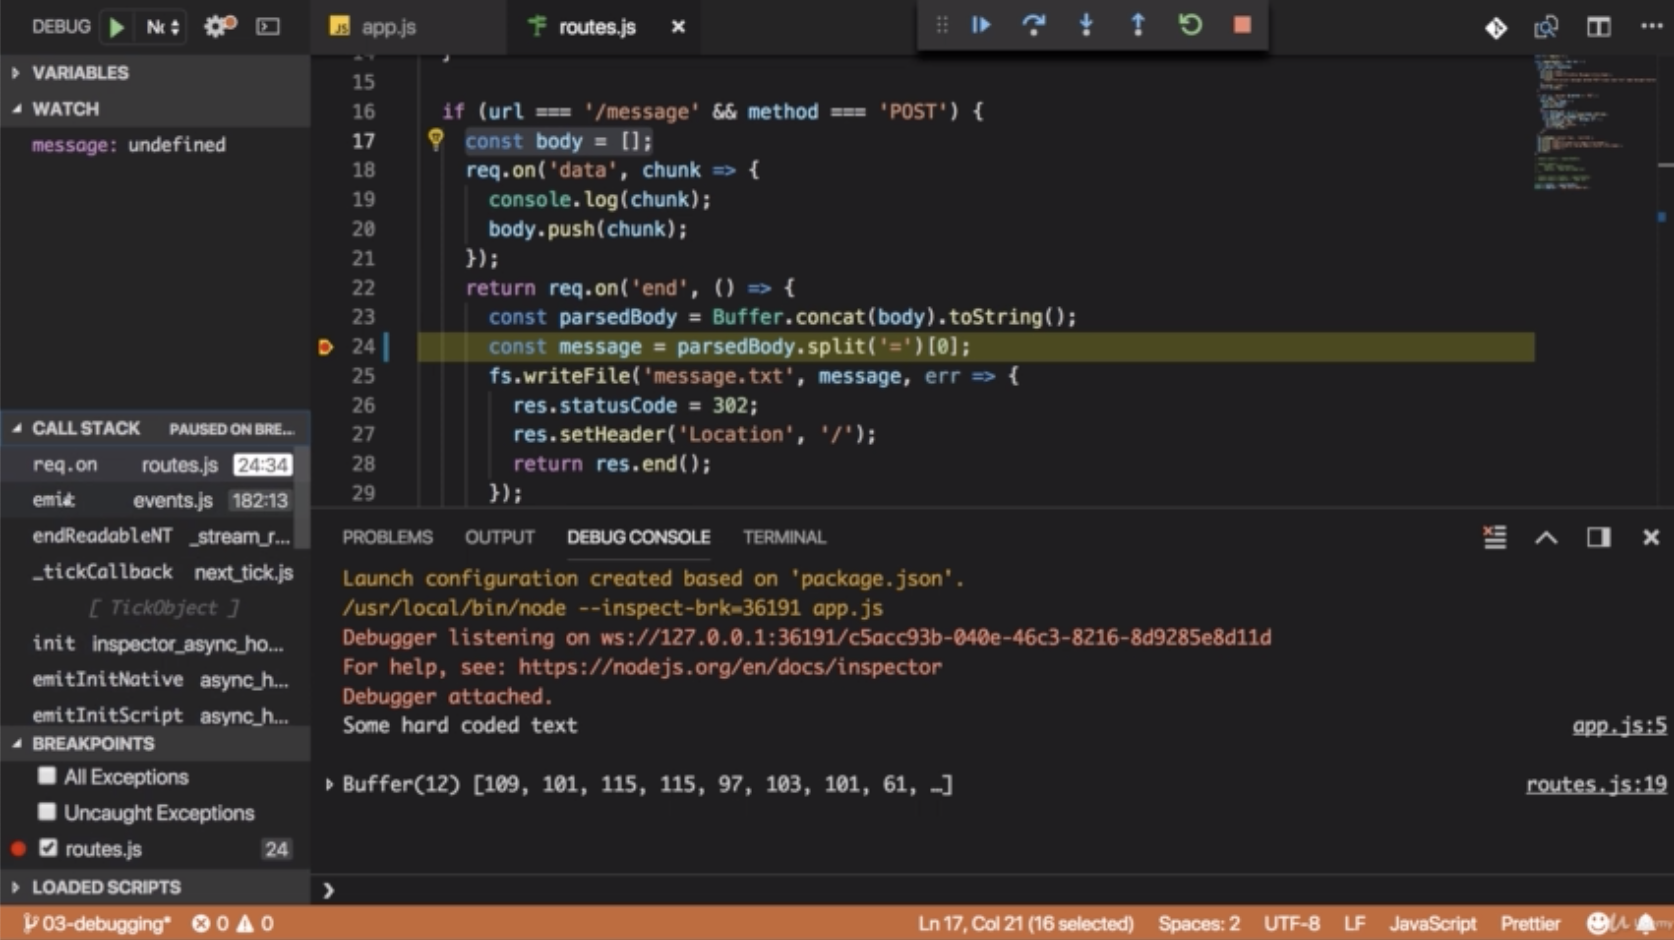 DEBUG
app.js
routes.js
VARIABLES
WATCH
message: undefined
CALL STACK PAUSED ON BRE...
req.on routes.js 24:34
emit events.js 182:13
endReadableNT _stream_r...
_tickCallback next_tick.js
[ TickObject ]
init inspector_async_ho...
emitInitNative async_h...
emitInitScript async_h...
BREAKPOINTS
All Exceptions
Uncaught Exceptions
routes.js 24
LOADED SCRIPTS
15
16 if (url === '/message' && method === 'POST') {
17 const body = [];
18 req.on('data', chunk => {
19 console.log(chunk);
20 body.push(chunk);
21 });
22 return req.on('end', () => {
23 const parsedBody = Buffer.concat(body).toString();
24 const message = parsedBody.split('=')[0];
25 fs.writeFile('message.txt', message, err => {
26 res.statusCode = 302;
27 res.setHeader('Location', '/');
28 return res.end();
29 });
PROBLEMS OUTPUT DEBUG CONSOLE TERMINAL
Launch configuration created based on 'package.json'.
/usr/local/bin/node --inspect-brk=36191 app.js
Debugger listening on ws://127.0.0.1:36191/c5acc93b-040e-46c3-8216-8d9285e8d11d
For help, see: https://nodejs.org/en/docs/inspector
Debugger attached.
Some hard coded text app.js:5
Buffer(12) [109, 101, 115, 115, 97, 103, 101, 61, …] routes.js:19
03-debugging* 0 0 Ln 17, Col 21 (16 selected) Spaces: 2 UTF-8 LF JavaScript Prettier